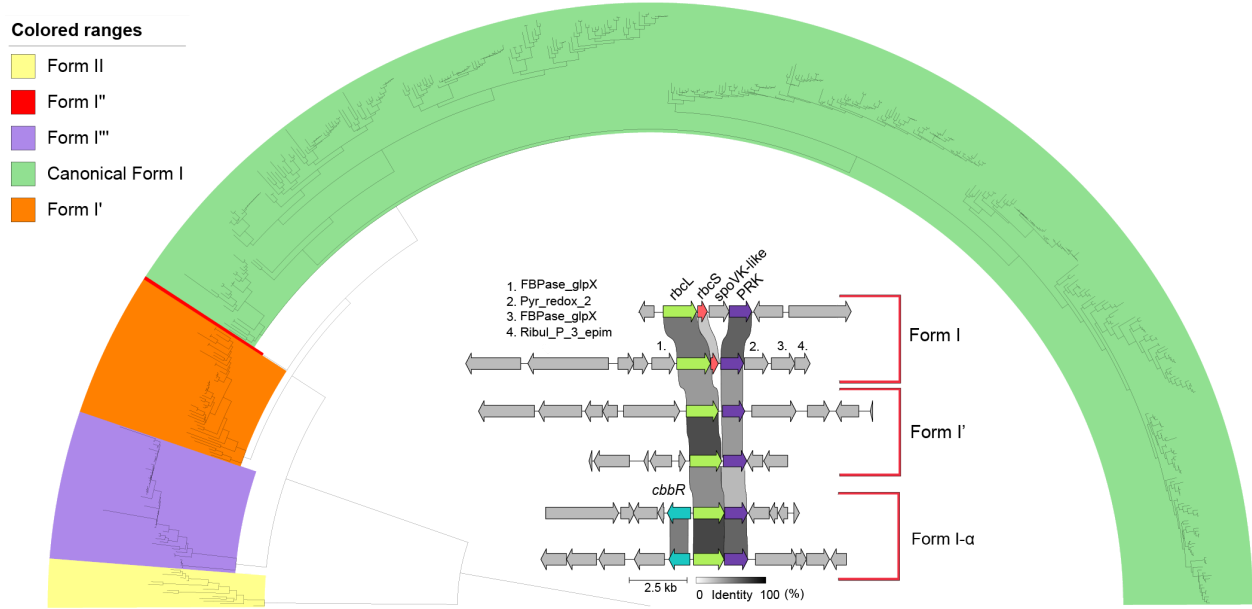 Colored ranges
Form II
Form I"
Form I'"
Canonical Form I
Form I'
1. FBPase_glpX
2. Pyr_redox_2
3. FBPase_glpX
4. Ribul_P_3_epim
rbcL
rbcS
spoVK-like
PRK
1.
2.
3.
4.
Form I
Form I’
cbbR
Form I-α
2.5 kb
0 Identity 100 (%)